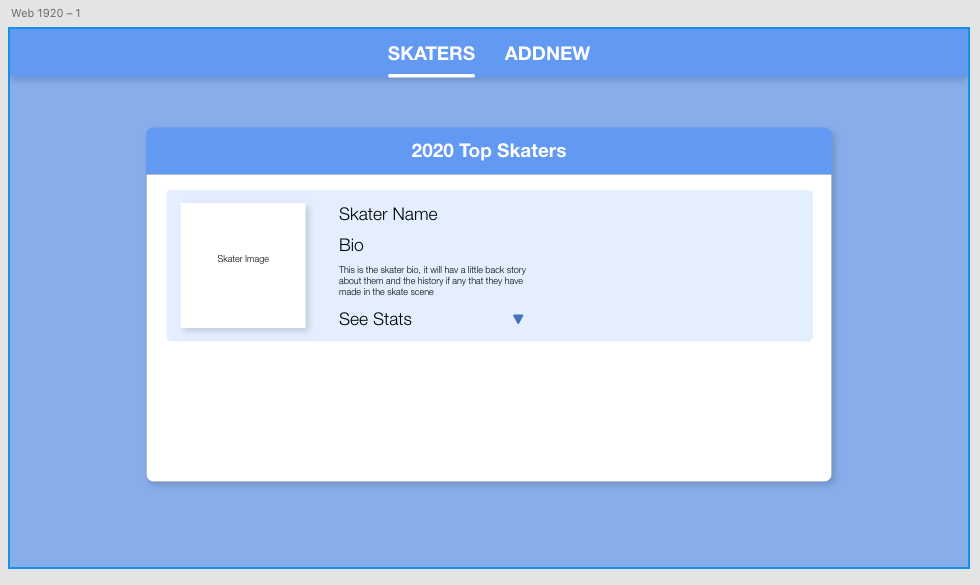 Web 1920 – 1
SKATERS ADDNEW
2020 Top Skaters
Skater Image
Skater Name
Bio
This is the skater bio, it will hav a little back story
about them and the history if any that they have
made in the skate scene
See Stats